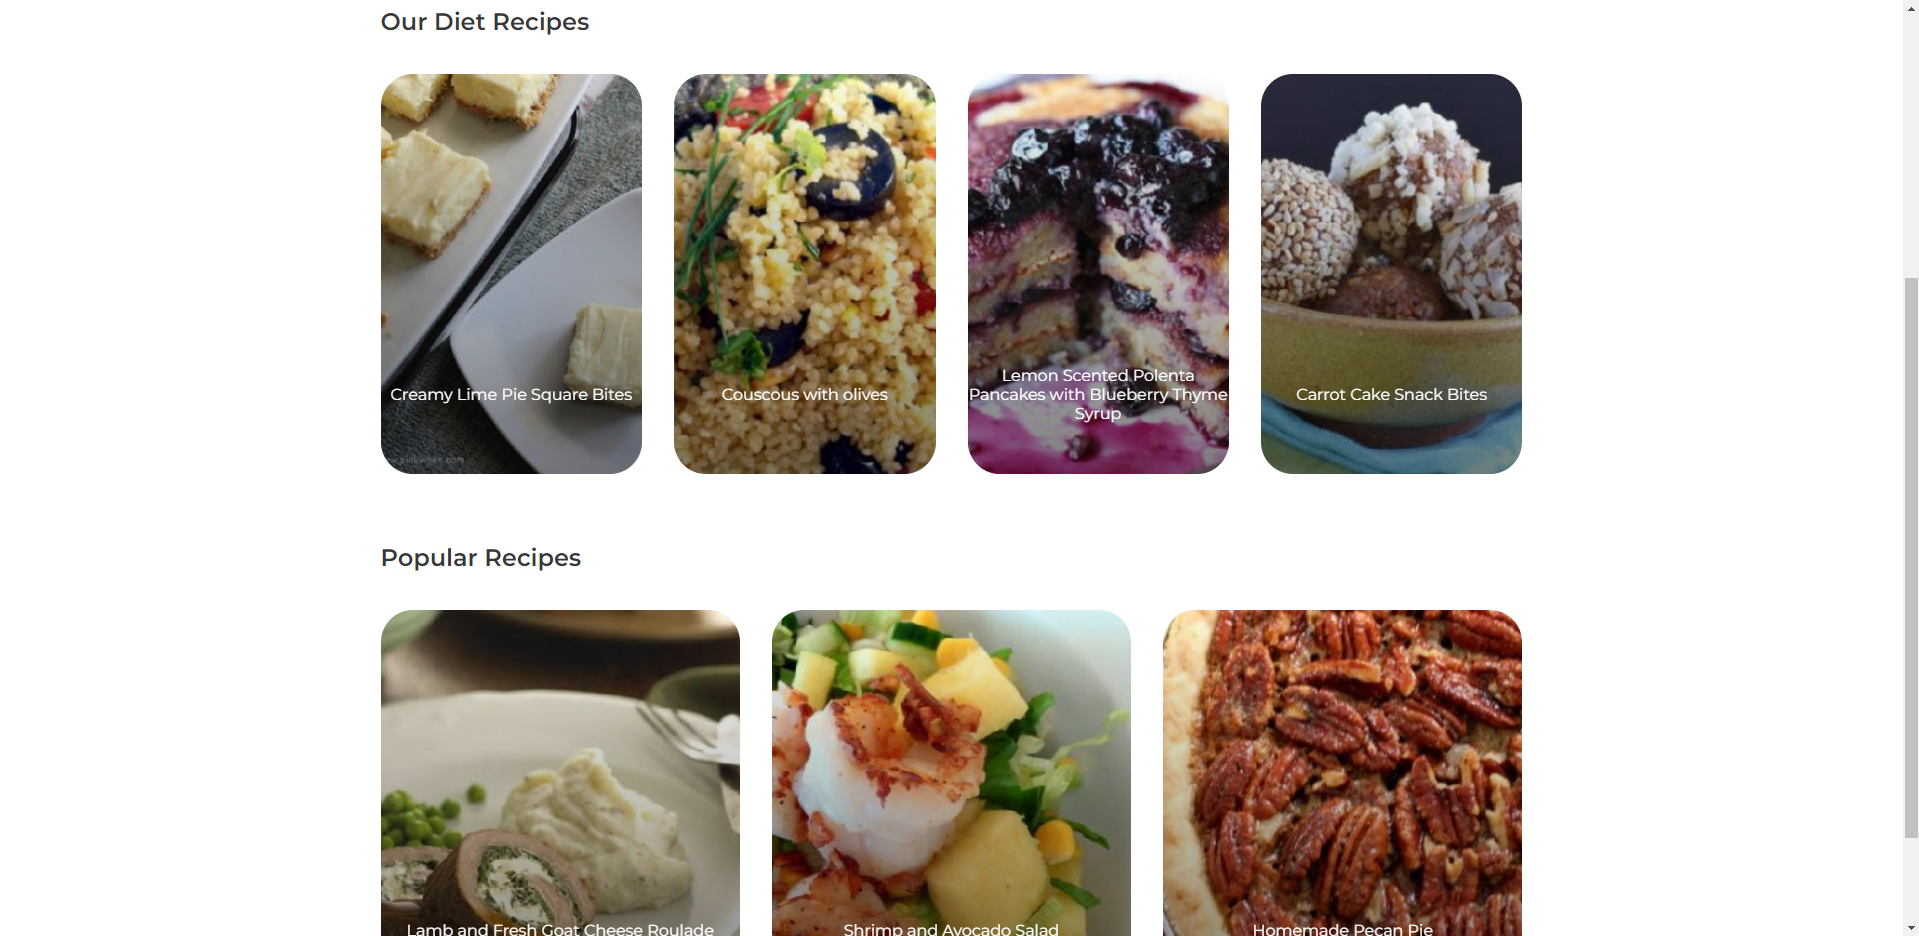 Our Diet Recipes
Creamy Lime Pie Square Bites
Couscous with olives
Lemon Scented Polenta
Pancakes with Blueberry Thyme
Syrup
Carrot Cake Snack Bites
Popular Recipes
Lamb and Fresh Goat Cheese Roulade
Shrimp and Avocado Salad
Homemade Pecan Pie